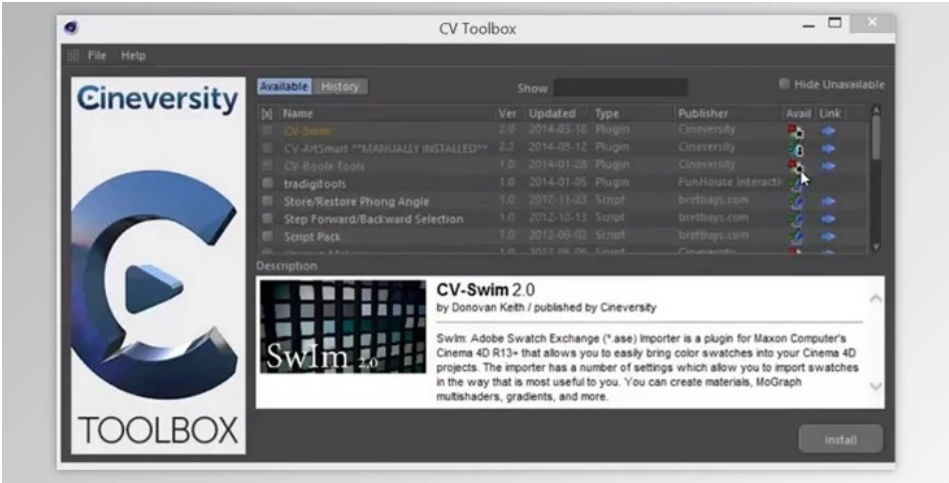 CV Toolbox
File Help
Cineversity
TOOLBOX
Available History Show Hide Unavailable
[x] Name Ver Updated Type Publisher Avail Link
CV-Swim 2.0 2014-03-18 Plugin Cineversity
CV-ArtSmart **MANUALLY INSTALLED** 2.2 2014-03-12 Plugin Cineversity
CV-Boole Tools 1.0 2014-01-28 Plugin Cineversity
tradigitools 1.0 2014-01-05 Plugin FunHouse Interacti
Store/Restore Phong Angle 1.0 2012-11-23 Script bretbays.com
Step Forward/Backward Selection 1.0 2012-10-13 Script bretbays.com
Script Pack 1.0 2012-09-02 Script bretbays.com
Description
SwIm 2.0
CV-Swim 2.0
by Donovan Keith / published by Cineversity
SwIm: Adobe Swatch Exchange (*.ase) Importer is a plugin for Maxon Computer's
Cinema 4D R13+ that allows you to easily bring color swatches into your Cinema 4D
projects. The importer has a number of settings which allow you to import swatches
in the way that is most useful to you. You can create materials, MoGraph
multishaders, gradients, and more.
Install